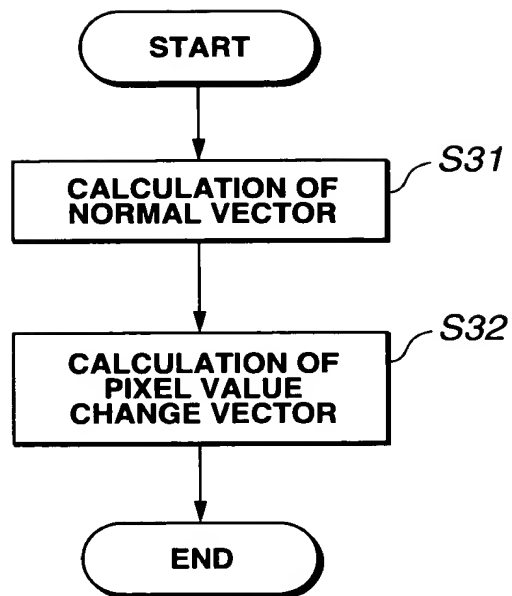 START
S31
CALCULATION OF
NORMAL VECTOR
S32
CALCULATION OF
PIXEL VALUE
CHANGE VECTOR
END